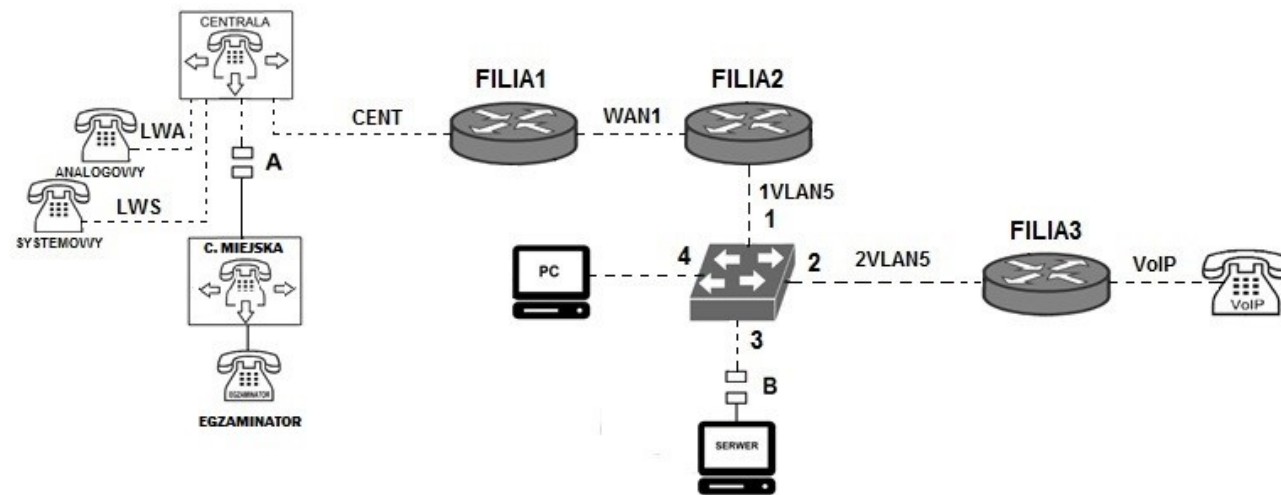 CENTRALA
LWA
ANALOGOWY
LWS
SYSTEMOWY
A
C. MIEJSKA
EGZAMINATOR
EGZAMINATOR
CENT
FILIA1
WAN1
FILIA2
1VLAN5
1
4
2
3
PC
2VLAN5
FILIA3
VoIP
VoIP
B
SERWER